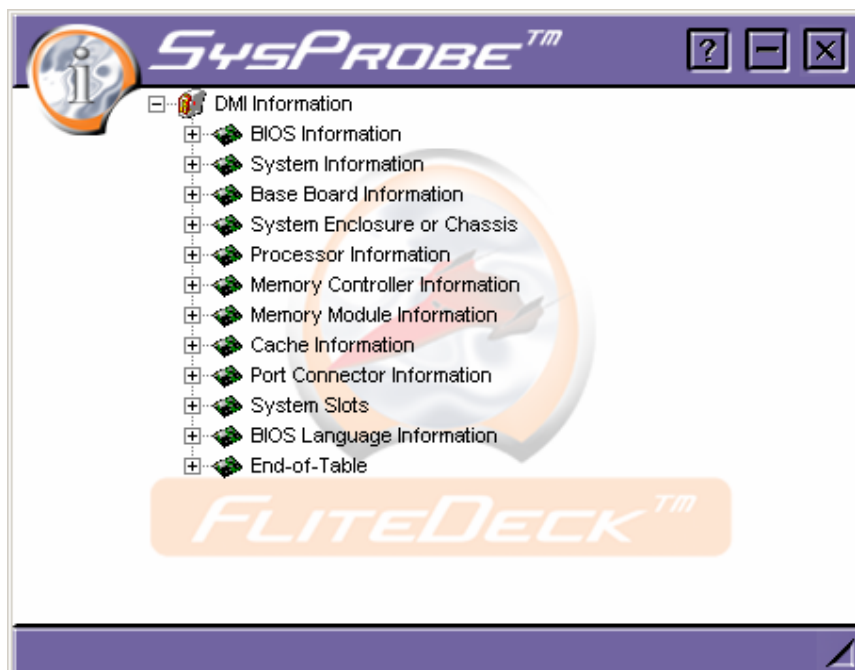 SYSPROBE™
?
DMI Information
BIOS Information
System Information
Base Board Information
System Enclosure or Chassis
Processor Information
Memory Controller Information
Memory Module Information
Cache Information
Port Connector Information
System Slots
BIOS Language Information
End-of-Table
FLITEDECK™